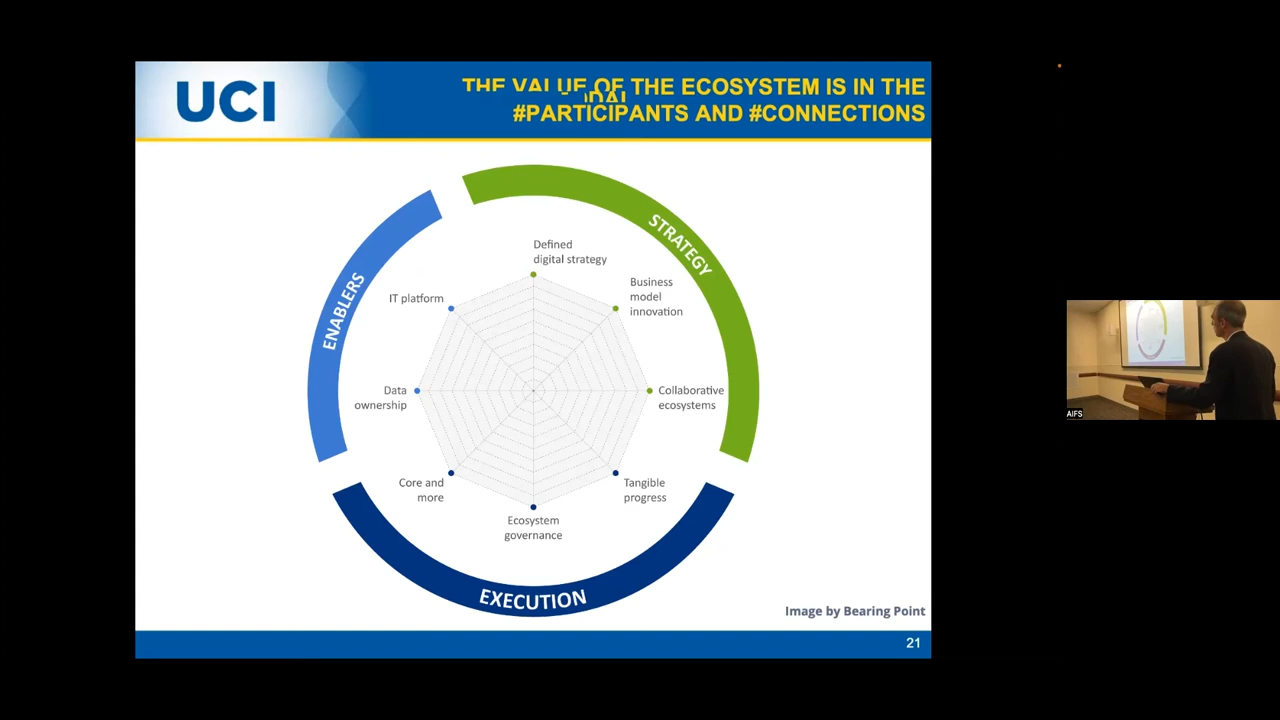 UCI
THE VALUE OF THE ECOSYSTEM IS IN THE
#PARTICIPANTS AND #CONNECTIONS
STRATEGY
ENABLERS
EXECUTION
Defined
digital strategy
Business
model
innovation
IT platform
Data
ownership
Collaborative
ecosystems
Core and
more
Tangible
progress
Ecosystem
governance
Image by Bearing Point
21
AIFS